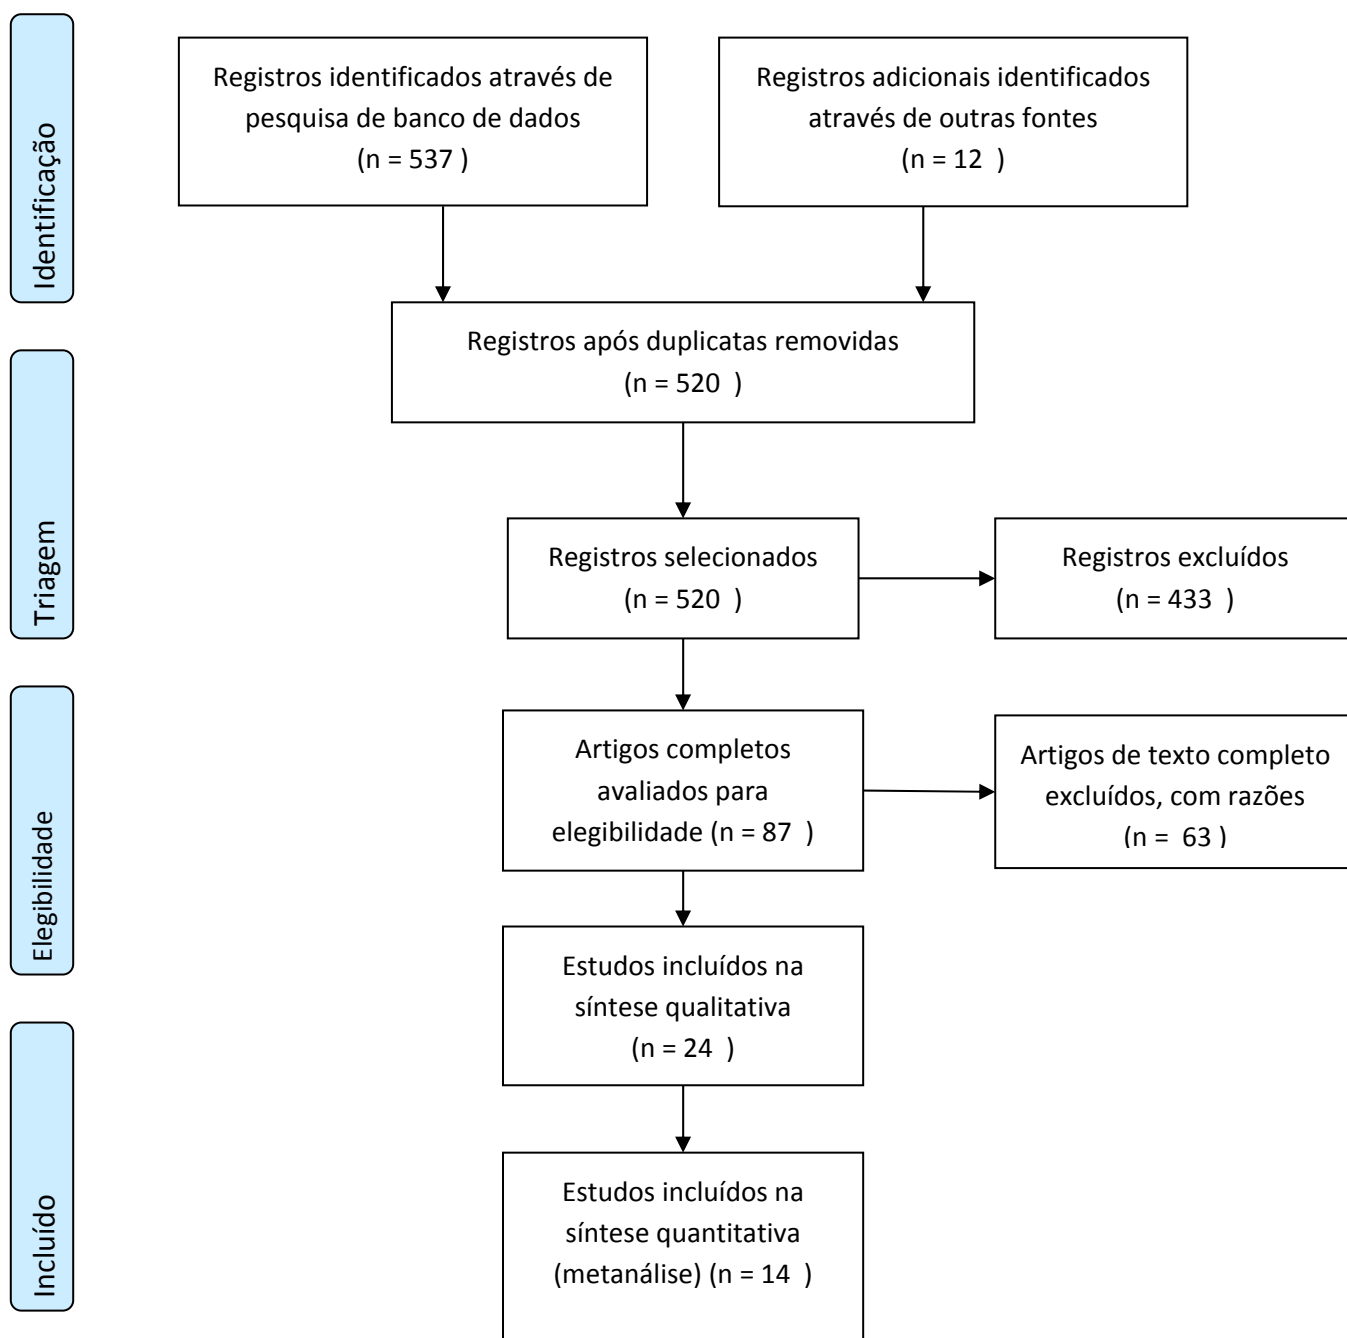 Identificação
Registros identificados através de
pesquisa de banco de dados
(n = 537 )
Registros adicionais identificados
através de outras fontes
(n = 12  )
Registros após duplicatas removidas
(n = 520  )
Triagem
Registros selecionados
(n = 520  )
Registros excluídos
(n = 433  )
Elegibilidade
Artigos completos
avaliados para
elegibilidade (n = 87  )
Artigos de texto completo
excluídos, com razões
(n =  63 )
Estudos incluídos na
síntese qualitativa
(n = 24  )
Incluído
Estudos incluídos na
síntese quantitativa
(metanálise) (n = 14  )